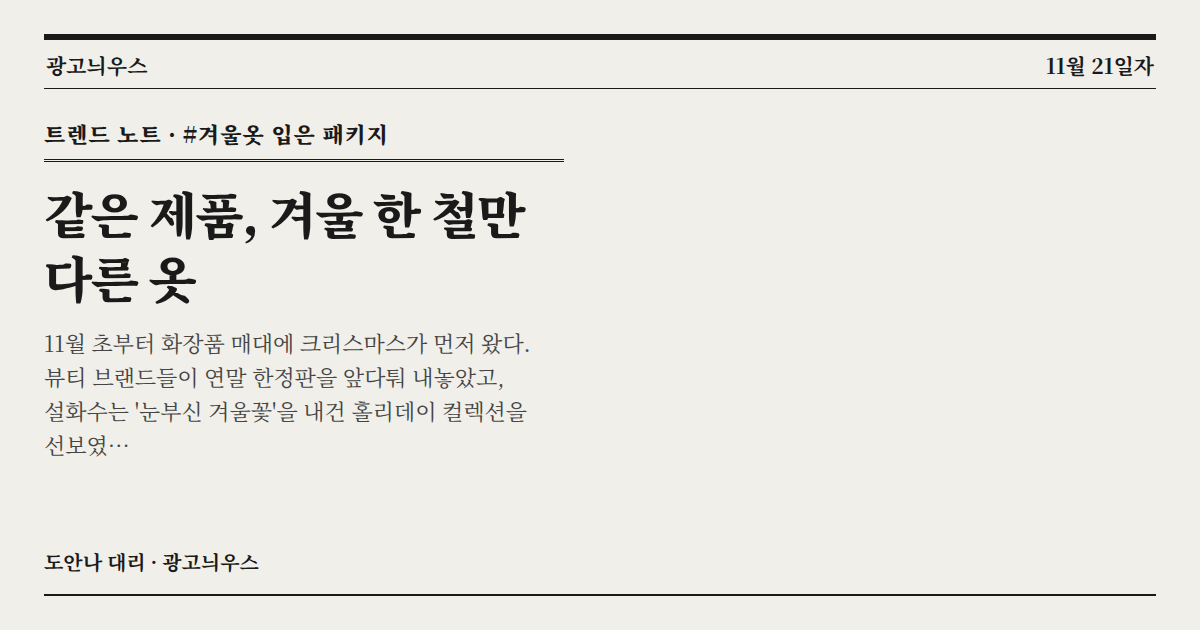 광고늬우스
11월 21일자
트렌드 노트 · #겨울옷 입은 패키지
같은 제품, 겨울 한 철만
다른 옷
11월 초부터 화장품 매대에 크리스마스가 먼저 왔다.
뷰티 브랜드들이 연말 한정판을 앞다퉈 내놓았고,
설화수는 '눈부신 겨울꽃'을 내건 홀리데이 컬렉션을
선보였…
도안나 대리 · 광고늬우스